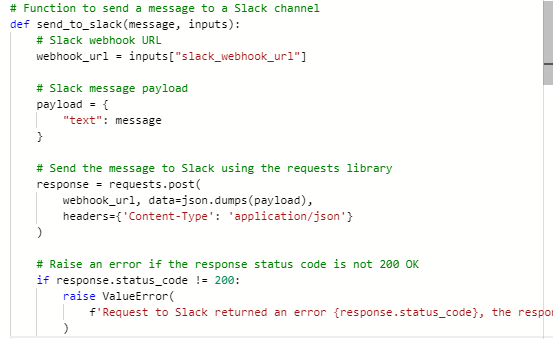 # Function to send a message to a Slack channel
def send_to_slack(message, inputs):
    # Slack webhook URL
    webhook_url = inputs["slack_webhook_url"]

    # Slack message payload
    payload = {
        "text": message
    }

    # Send the message to Slack using the requests library
    response = requests.post(
        webhook_url, data=json.dumps(payload),
        headers={'Content-Type': 'application/json'}
    )

    # Raise an error if the response status code is not 200 OK
    if response.status_code != 200:
        raise ValueError(
            f'Request to Slack returned an error {response.status_code}, the
        )